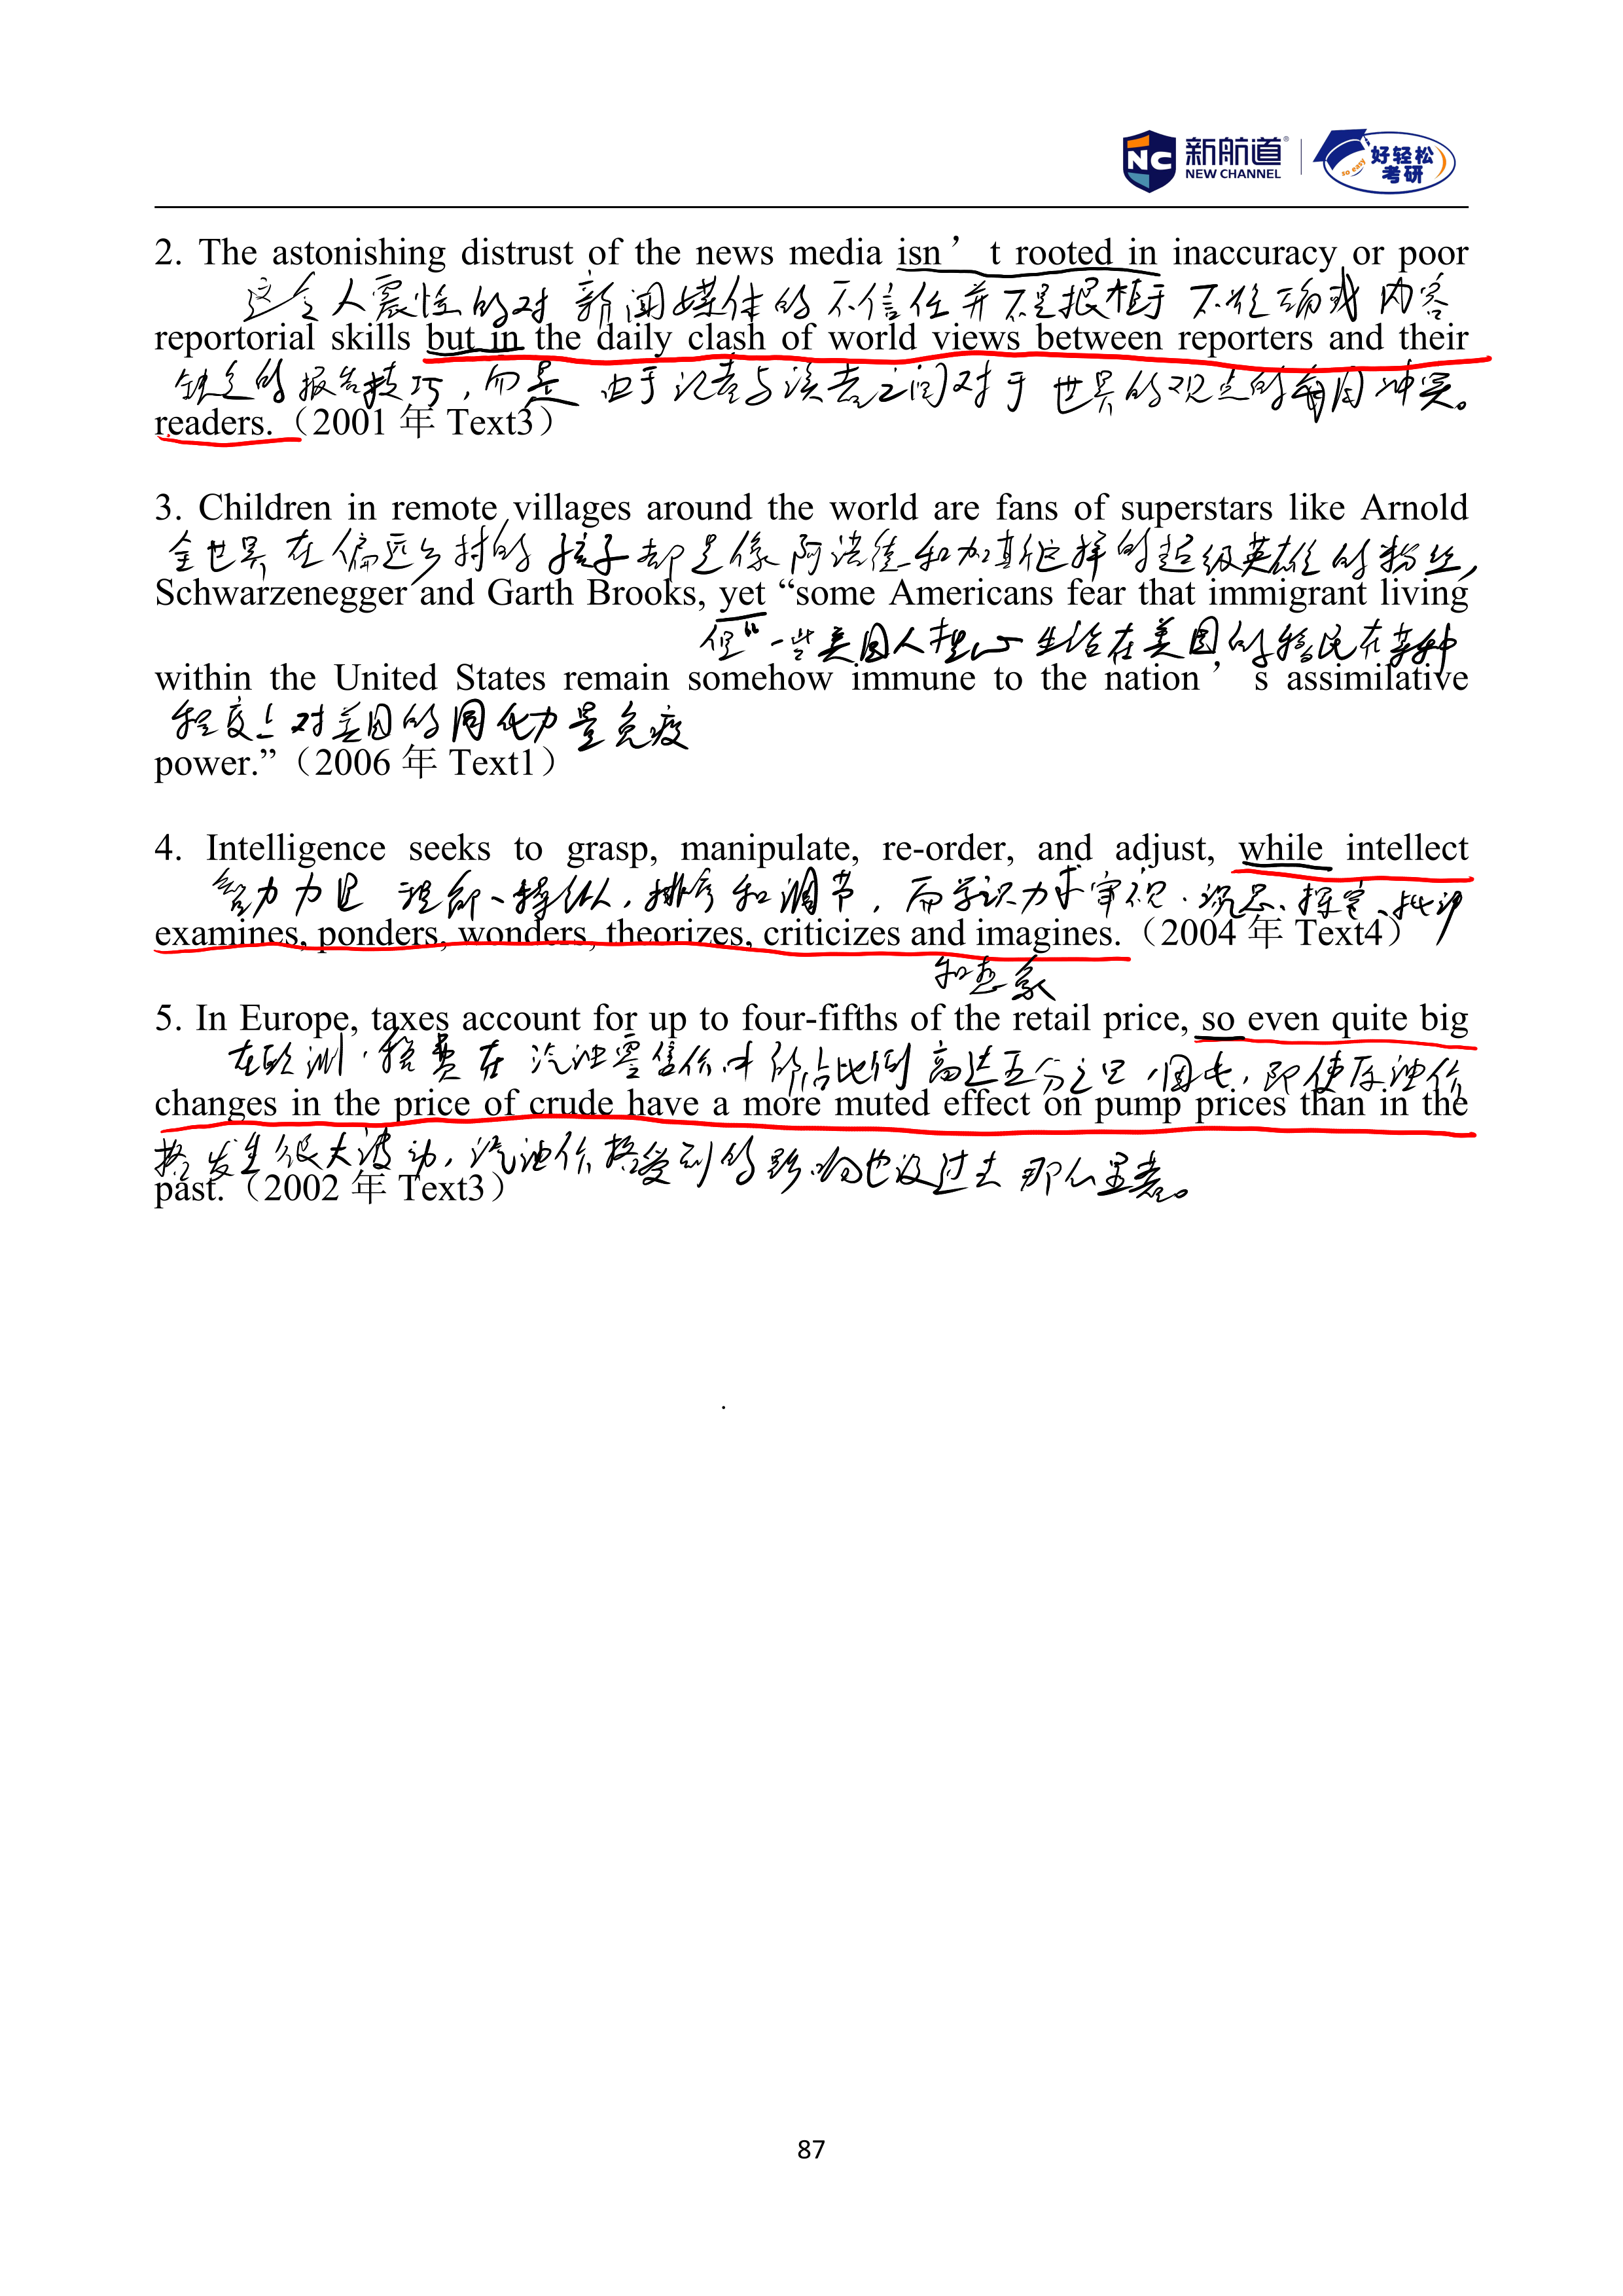 NC 新航道® NEW CHANNEL so easy 好轻松考研
2. The astonishing distrust of the news media isn’t rooted in inaccuracy or poor
这令人震惊的对新闻媒体的不信任并不是根植于不准确或内容
reportorial skills but in the daily clash of world views between reporters and their
缺乏的报告技巧，而是由于记者与读者之间对于世界的观点的每日冲突。
readers.（2001 年 Text3）
3. Children in remote villages around the world are fans of superstars like Arnold
全世界在偏远乡村的孩子都是像阿诺德和加斯这样的超级英雄的粉丝，
Schwarzenegger and Garth Brooks, yet “some Americans fear that immigrant living
但“一些美国人担心生活在美国的移民在某种
within the United States remain somehow immune to the nation’s assimilative
程度上对美国的同化力量免疫
power.”（2006 年 Text1）
4. Intelligence seeks to grasp, manipulate, re-order, and adjust, while intellect
智力力图理解、操纵，排序和调节，而学识力求审视、沉思、探究、批评
examines, ponders, wonders, theorizes, criticizes and imagines.（2004 年 Text4）
和想象
5. In Europe, taxes account for up to four-fifths of the retail price, so even quite big
在欧洲，税费在汽油零售价中所占比例高达五分之四，因此，即使原油价
changes in the price of crude have a more muted effect on pump prices than in the
格发生很大波动，汽油价格受到的影响也没过去那么显著。
past.（2002 年 Text3）
87